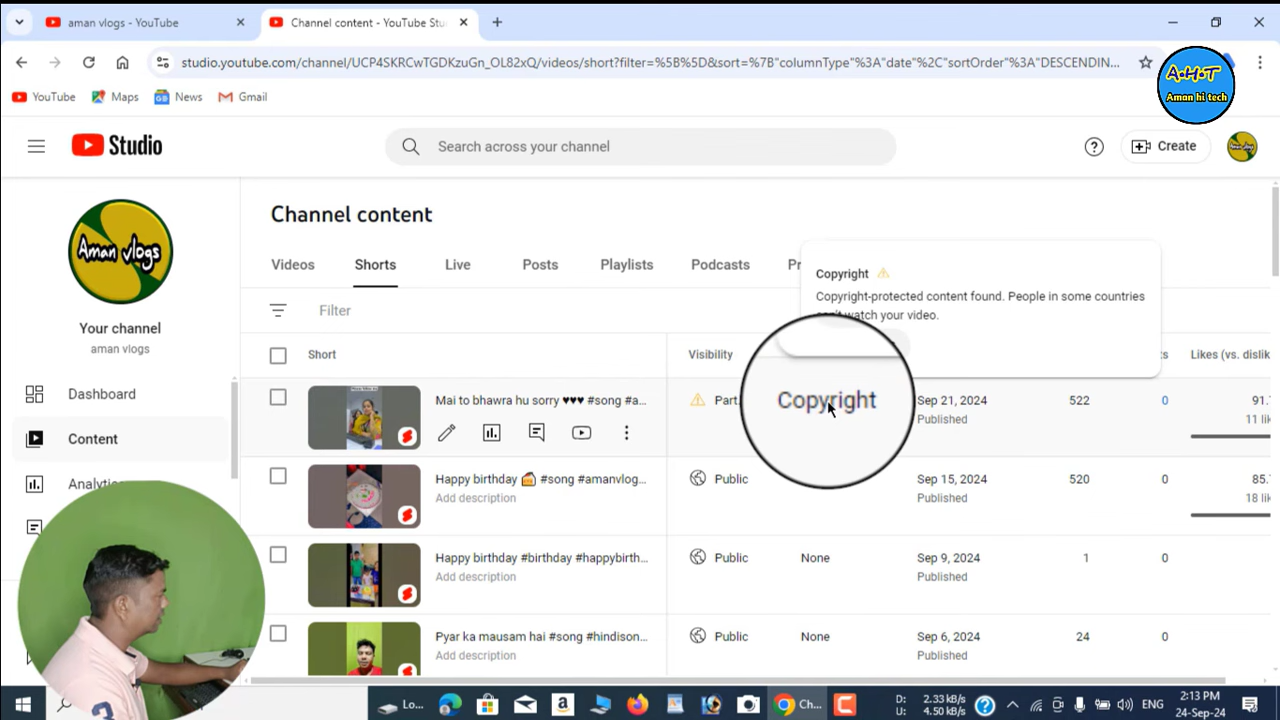 aman vlogs - YouTube
Channel content - YouTube Stu
studio.youtube.com/channel/UCP4SKRCwTGDKzuGn_OL82xQ/videos/short?filter=%5B%5D&sort=%7B"columnType"%3A"date"%2C"sortOrder"%3A"DESCENDIN...
A.H.T
Aman hi tech
YouTube
Maps
News
Gmail
Studio
Search across your channel
Create
Aman vlogs
Your channel
aman vlogs
Dashboard
Content
Analytic
Channel content
Videos
Shorts
Live
Posts
Playlists
Podcasts
Pr
Copyright
Copyright-protected content found. People in some countries
can't watch your video.
Filter
Short
Visibility
Likes (vs. dislik
Mai to bhawra hu sorry ♥♥♥ #song #a...
Part
Copyright
Sep 21, 2024
Published
522
0
91.
11 lik
Happy birthday 🍰 #song #amanvlog...
Add description
Public
Sep 15, 2024
Published
520
0
85.
18 lik
Happy birthday #birthday #happybirth...
Add description
Public
None
Sep 9, 2024
Published
1
0
Pyar ka mausam hai #song #hindison...
Add description
Public
None
Sep 6, 2024
Published
24
0
Lo...
Ch...
D: 2.33 kB/s
U: 4.50 kB/s
ENG
2:13 PM
24-Sep-24